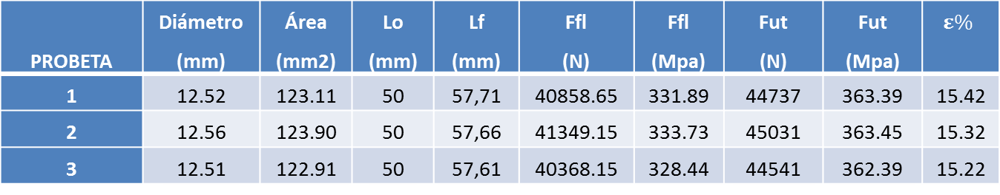 Diámetro Área Lo Lf Ffl Ffl Fut Fut ε%
PROBETA (mm) (mm2) (mm) (mm) (N) (Mpa) (N) (Mpa)
1 12.52 123.11 50 57,71 40858.65 331.89 44737 363.39 15.42
2 12.56 123.90 50 57,66 41349.15 333.73 45031 363.45 15.32
3 12.51 122.91 50 57,61 40368.15 328.44 44541 362.39 15.22